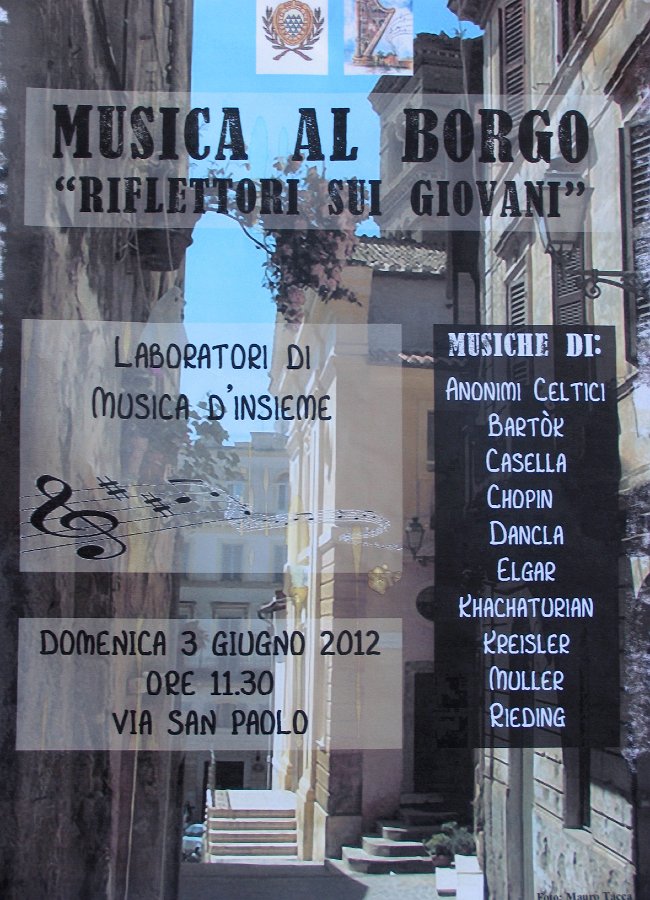 MUSICA AL BORGO
"RIFLETTORI SUI GIOVANI"
LABORATORI DI
MUSICA D'INSIEME
DOMENICA 3 GIUGNO 2012
ORE 11.30
VIA SAN PAOLO
MUSICHE DI:
ANONIMI CELTICI
BARTÒK
CASELLA
CHOPIN
DANCLA
ELGAR
KHACHATURIAN
KREISLER
MULLER
RIEDING
Foto: Mauro Tacca